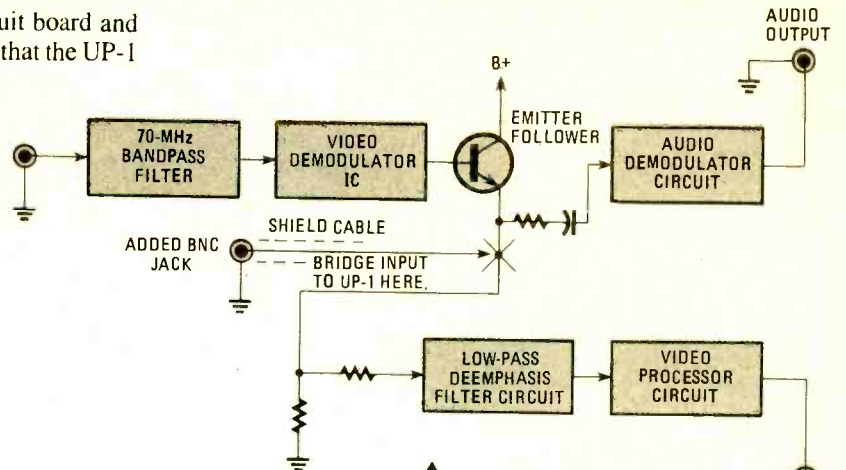 uit board and
that the UP-1
AUDIO
OUTPUT
B+
EMITTER
FOLLOWER
70-MHz
BANDPASS
FILTER
VIDEO
DEMODULATOR
IC
AUDIO
DEMODULATOR
CIRCUIT
SHIELD CABLE
ADDED BNC
JACK
BRIDGE INPUT
TO UP-1 HERE.
LOW-PASS
DEEMPHASIS
FILTER CIRCUIT
VIDEO
PROCESSOR
CIRCUIT